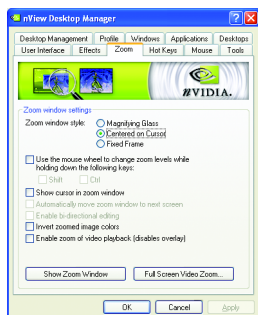 nView Desktop Manager
Desktop Management Profile Windows Applications Desktops
User Interface Effects Zoom Hot Keys Mouse Tools
nVIDIA.
Zoom window settings
Zoom window style: Magnifying Glass
Centered on Cursor
Fixed Frame
Use the mouse wheel to change zoom levels while
holding down the following keys:
Shift Ctrl
Show cursor in zoom window
Automatically move zoom window to next screen
Enable bi-directional editing
Invert zoomed image colors
Enable zoom of video playback (disables overlay)
Show Zoom Window Full Screen Video Zoom...
OK Cancel Apply